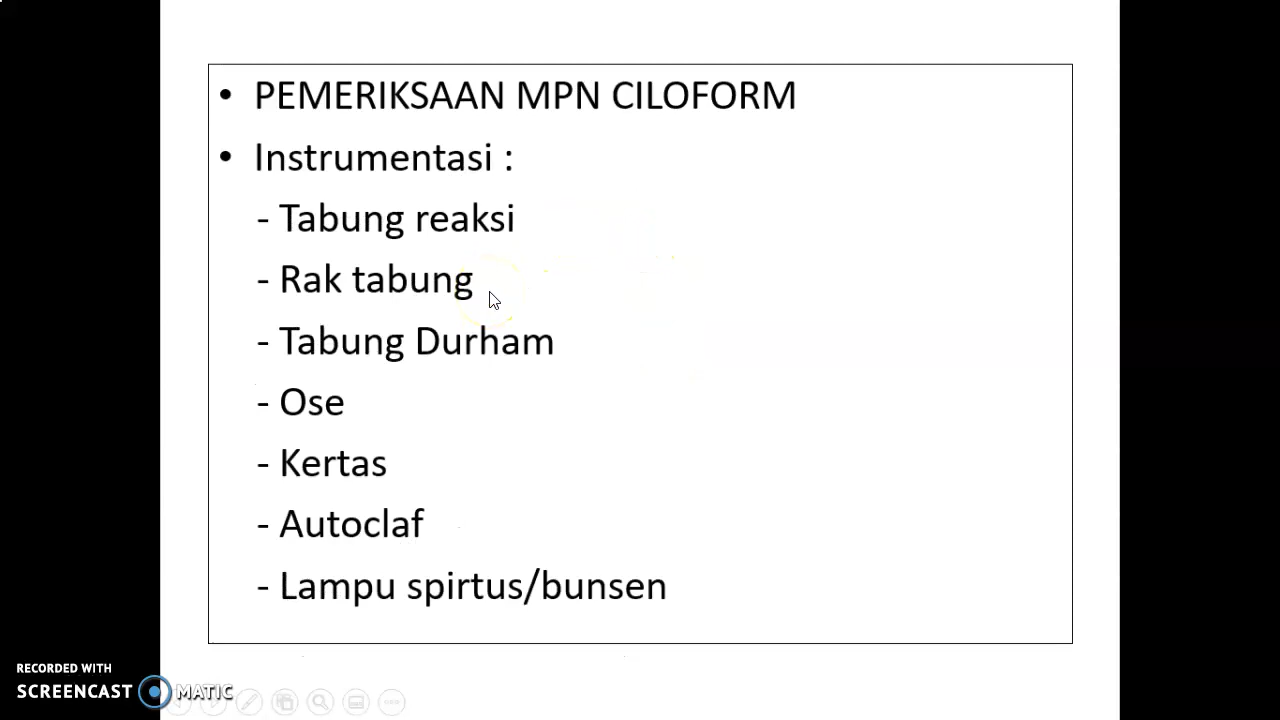 • PEMERIKSAAN MPN CILOFORM
• Instrumentasi :
- Tabung reaksi
- Rak tabung
- Tabung Durham
- Ose
- Kertas
- Autoclaf
- Lampu spirtus/bunsen
RECORDED WITH
SCREENCAST MATIC